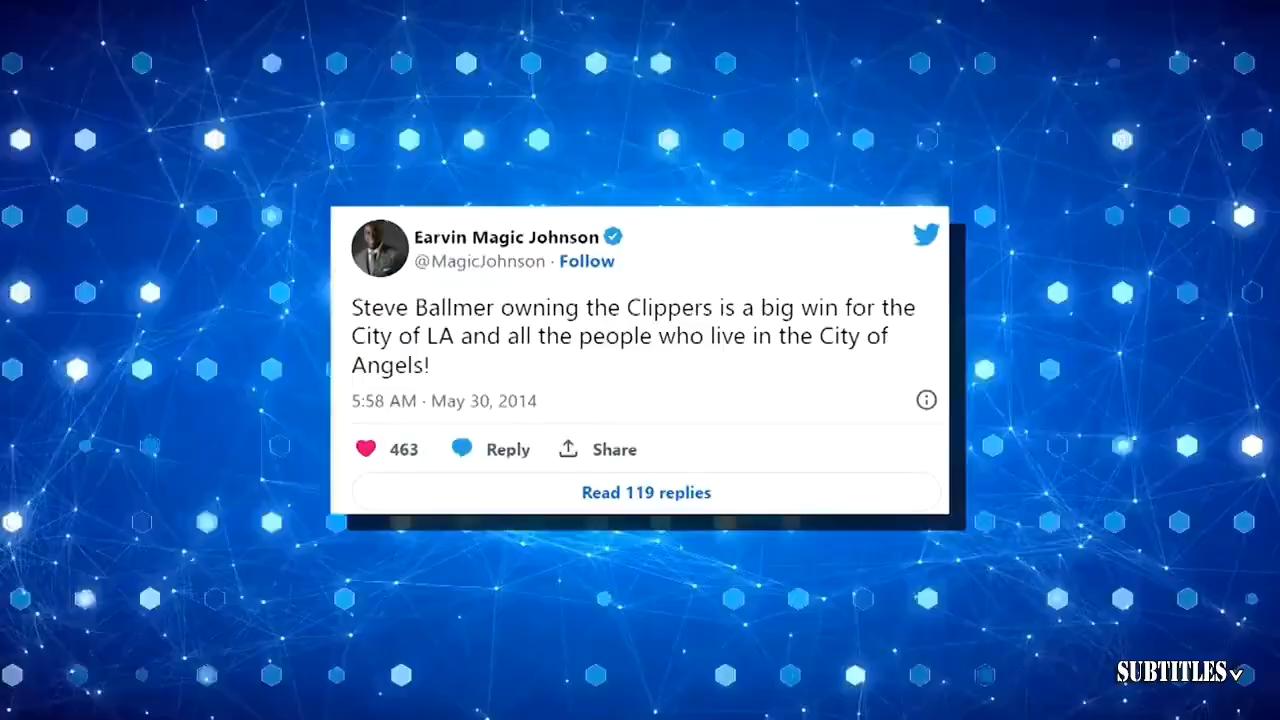 Earvin Magic Johnson
@MagicJohnson · Follow
Steve Ballmer owning the Clippers is a big win for the
City of LA and all the people who live in the City of
Angels!
5:58 AM · May 30, 2014
463 Reply Share
Read 119 replies
SUBTITLES